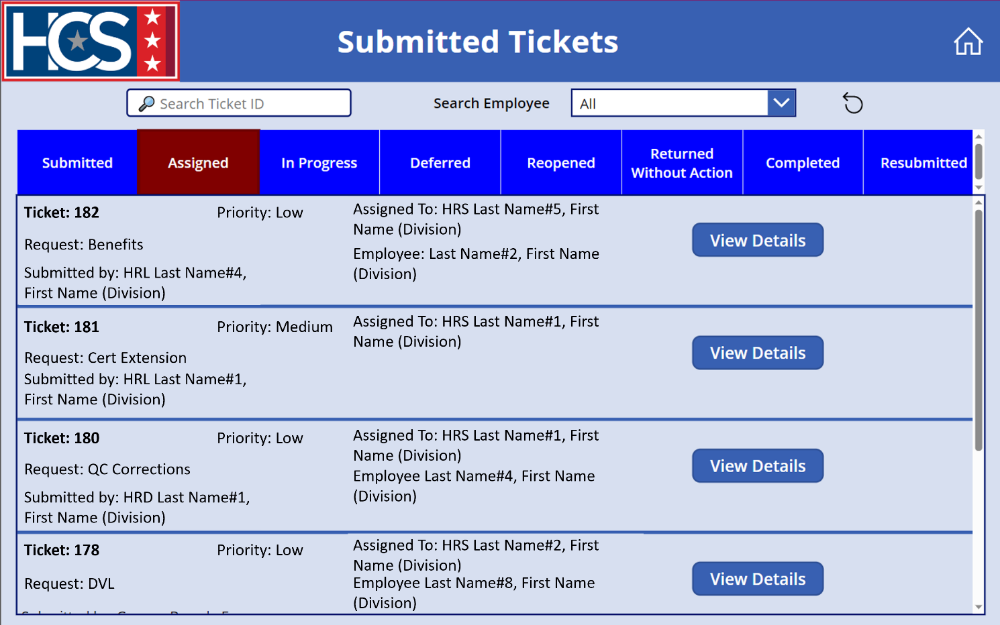 HCS
Submitted Tickets
Search Ticket ID
Search Employee
All
Submitted
Assigned
In Progress
Deferred
Reopened
Returned
Without Action
Completed
Resubmitted
Ticket: 182
Priority: Low
Request: Benefits
Submitted by: HRL Last Name#4,
First Name (Division)
Assigned To: HRS Last Name#5, First
Name (Division)
Employee: Last Name#2, First Name
(Division)
View Details
Ticket: 181
Priority: Medium
Request: Cert Extension
Submitted by: HRL Last Name#1,
First Name (Division)
Assigned To: HRS Last Name#1, First
Name (Division)
View Details
Ticket: 180
Priority: Low
Request: QC Corrections
Submitted by: HRD Last Name#1,
First Name (Division)
Assigned To: HRS Last Name#1, First
Name (Division)
Employee Last Name#4, First Name
(Division)
View Details
Ticket: 178
Priority: Low
Request: DVL
Assigned To: HRS Last Name#2, First
Name (Division)
Employee Last Name#8, First Name
(Division)
View Details